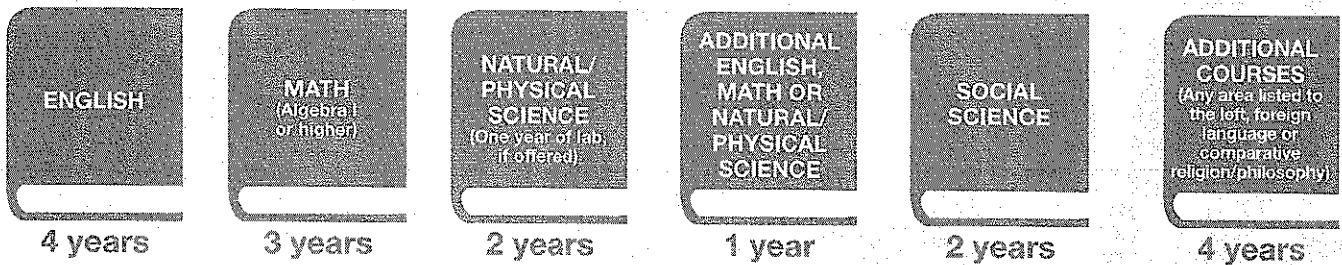 ENGLISH
4 years
MATH
(Algebra I
or higher)
3 years
NATURAL/
PHYSICAL
SCIENCE
(One year of lab,
if offered)
2 years
ADDITIONAL
ENGLISH,
MATH OR
NATURAL/
PHYSICAL
SCIENCE
1 year
SOCIAL
SCIENCE
2 years
ADDITIONAL
COURSES
(Any area listed to
the left, foreign
language or
comparative
religion/philosophy)
4 years